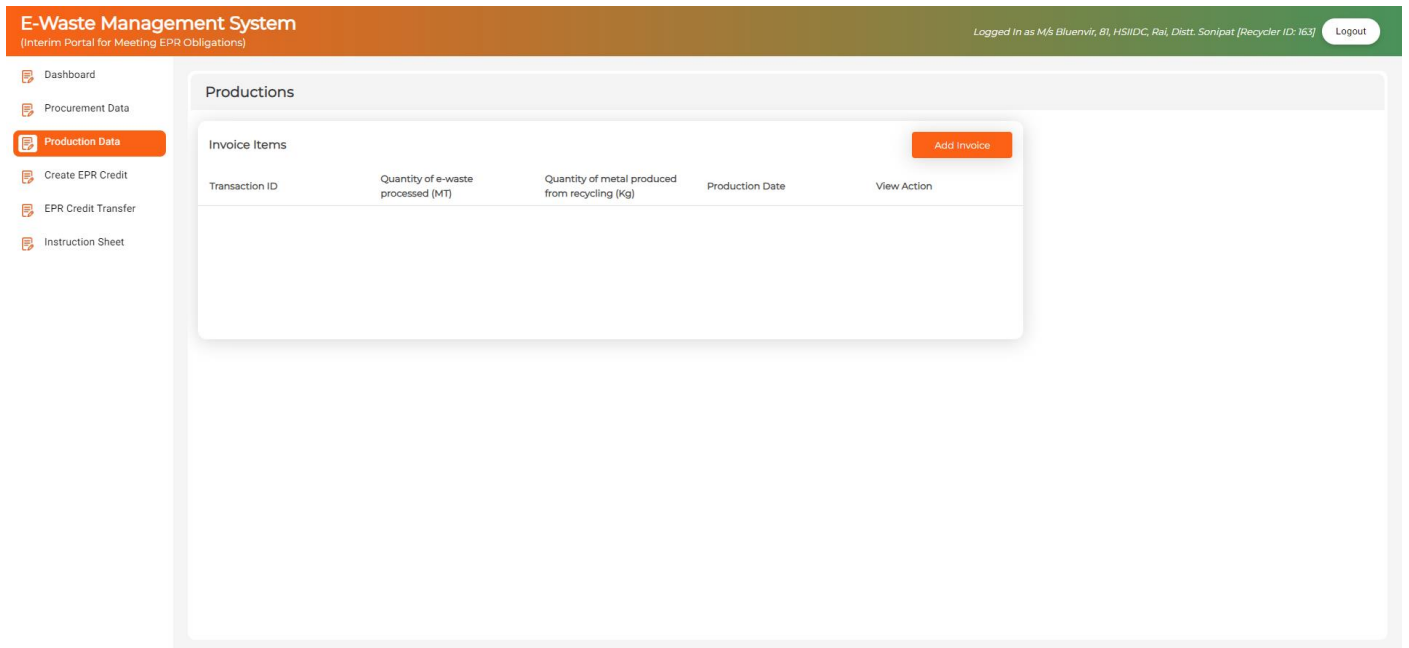 E-Waste Management System
(Interim Portal for Meeting EPR Obligations)
Logged In as M/s Bluenvir, 81, HSIIDC, Rai, Distt. Sonipat [Recycler ID: 163]
Logout
Dashboard
Procurement Data
Production Data
Create EPR Credit
EPR Credit Transfer
Instruction Sheet
Productions
Invoice Items
Add Invoice
Transaction ID
Quantity of e-waste
processed (MT)
Quantity of metal produced
from recycling (Kg)
Production Date
View Action